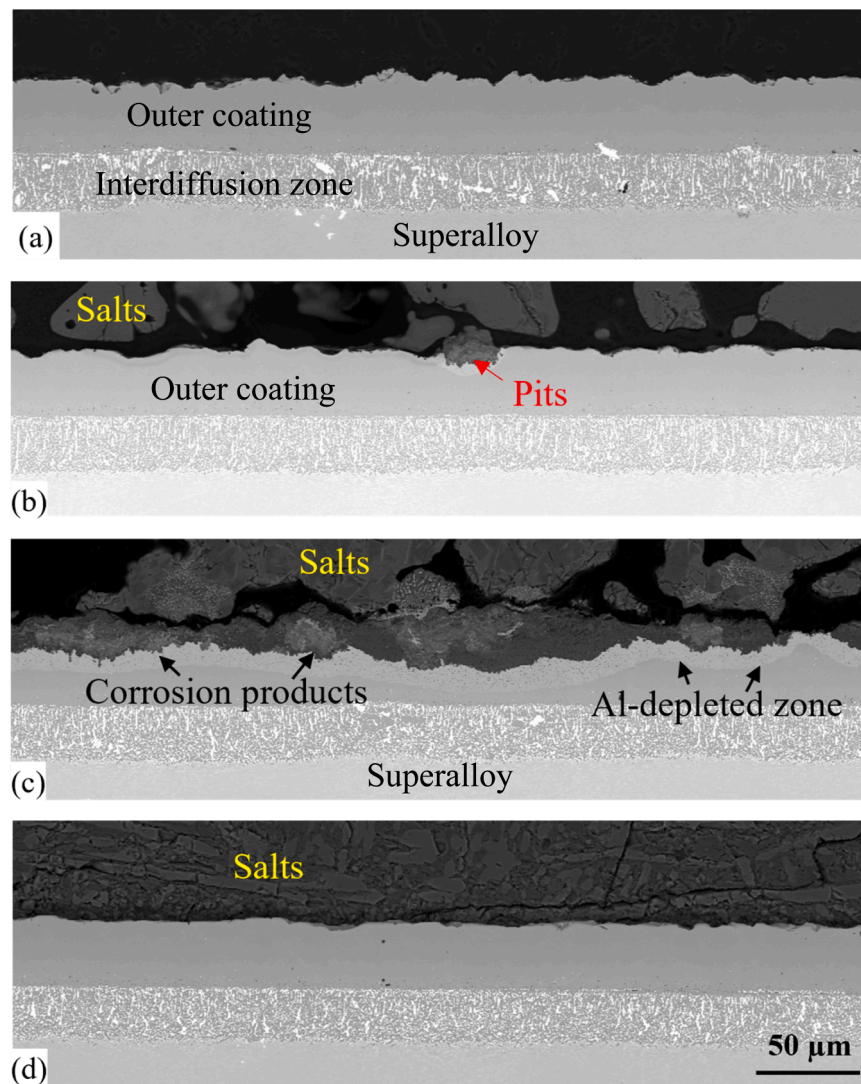 Outer coating
Interdiffusion zone
Superalloy
(a)
Salts
Outer coating
Pits
(b)
Salts
Corrosion products
Al-depleted zone
Superalloy
(c)
Salts
50 µm
(d)